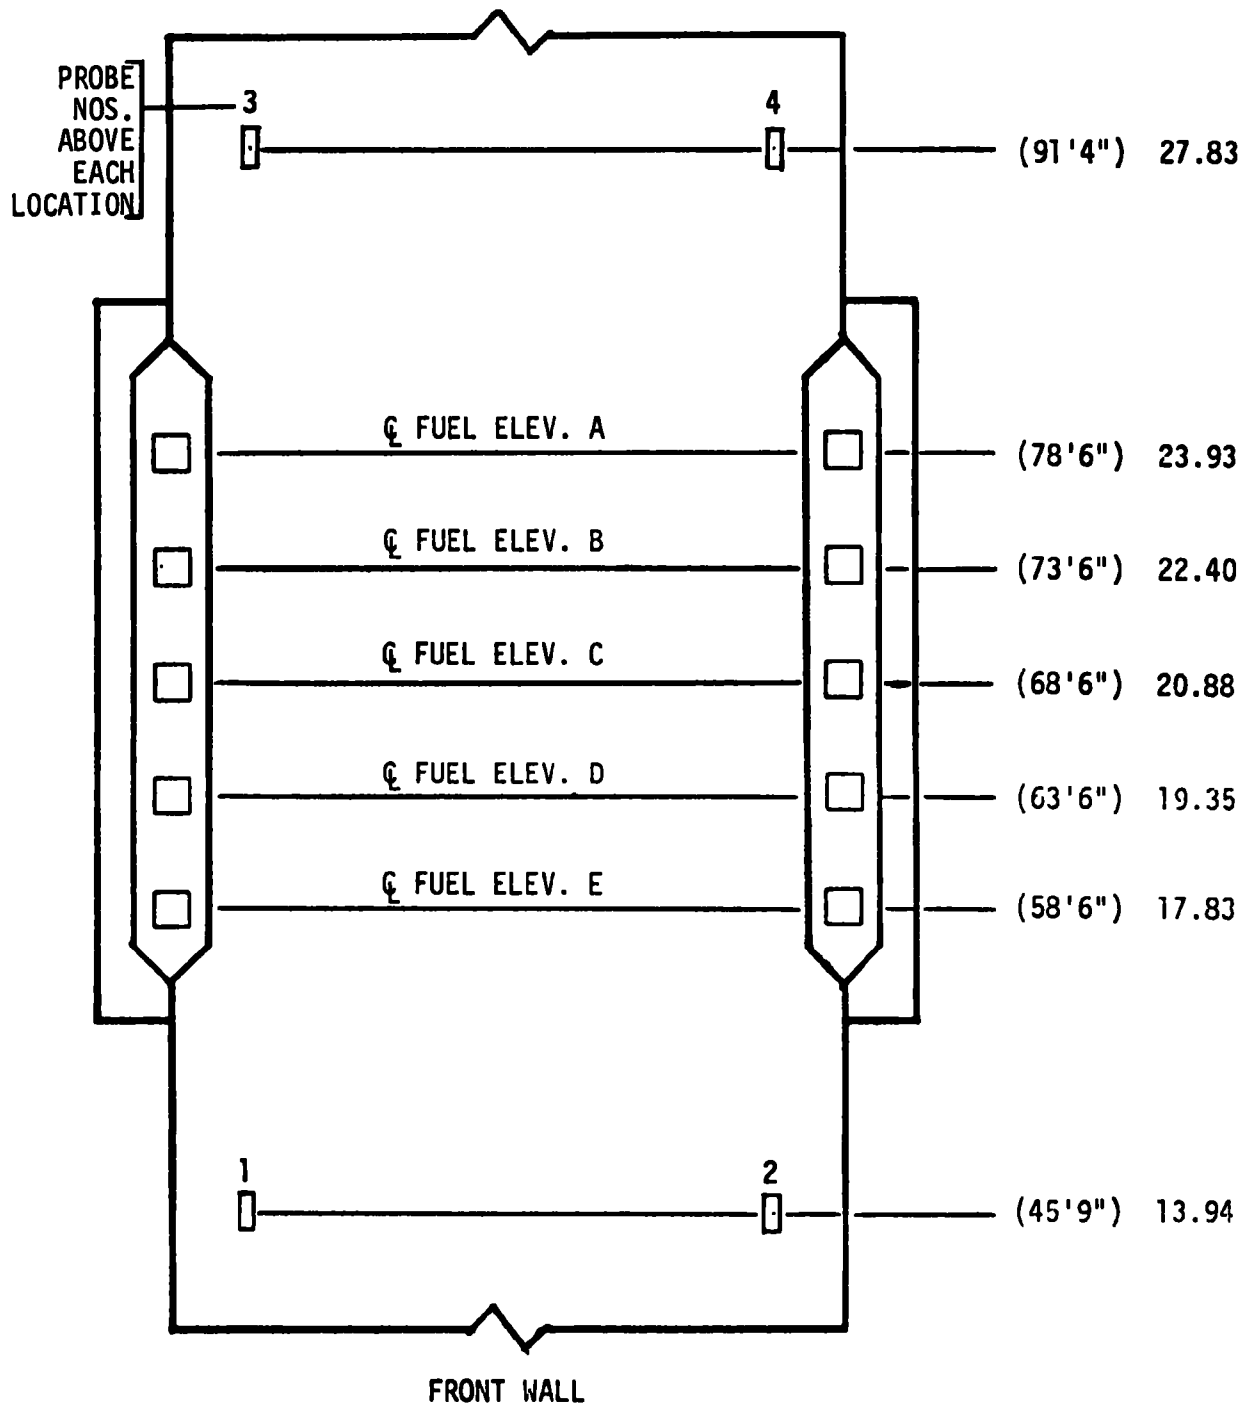 PROBE
NOS.
ABOVE
EACH
LOCATION
3
4
(91'4") 27.83
℄ FUEL ELEV. A
(78'6") 23.93
℄ FUEL ELEV. B
(73'6") 22.40
℄ FUEL ELEV. C
(68'6") 20.88
℄ FUEL ELEV. D
(63'6") 19.35
℄ FUEL ELEV. E
(58'6") 17.83
1
2
(45'9") 13.94
FRONT WALL